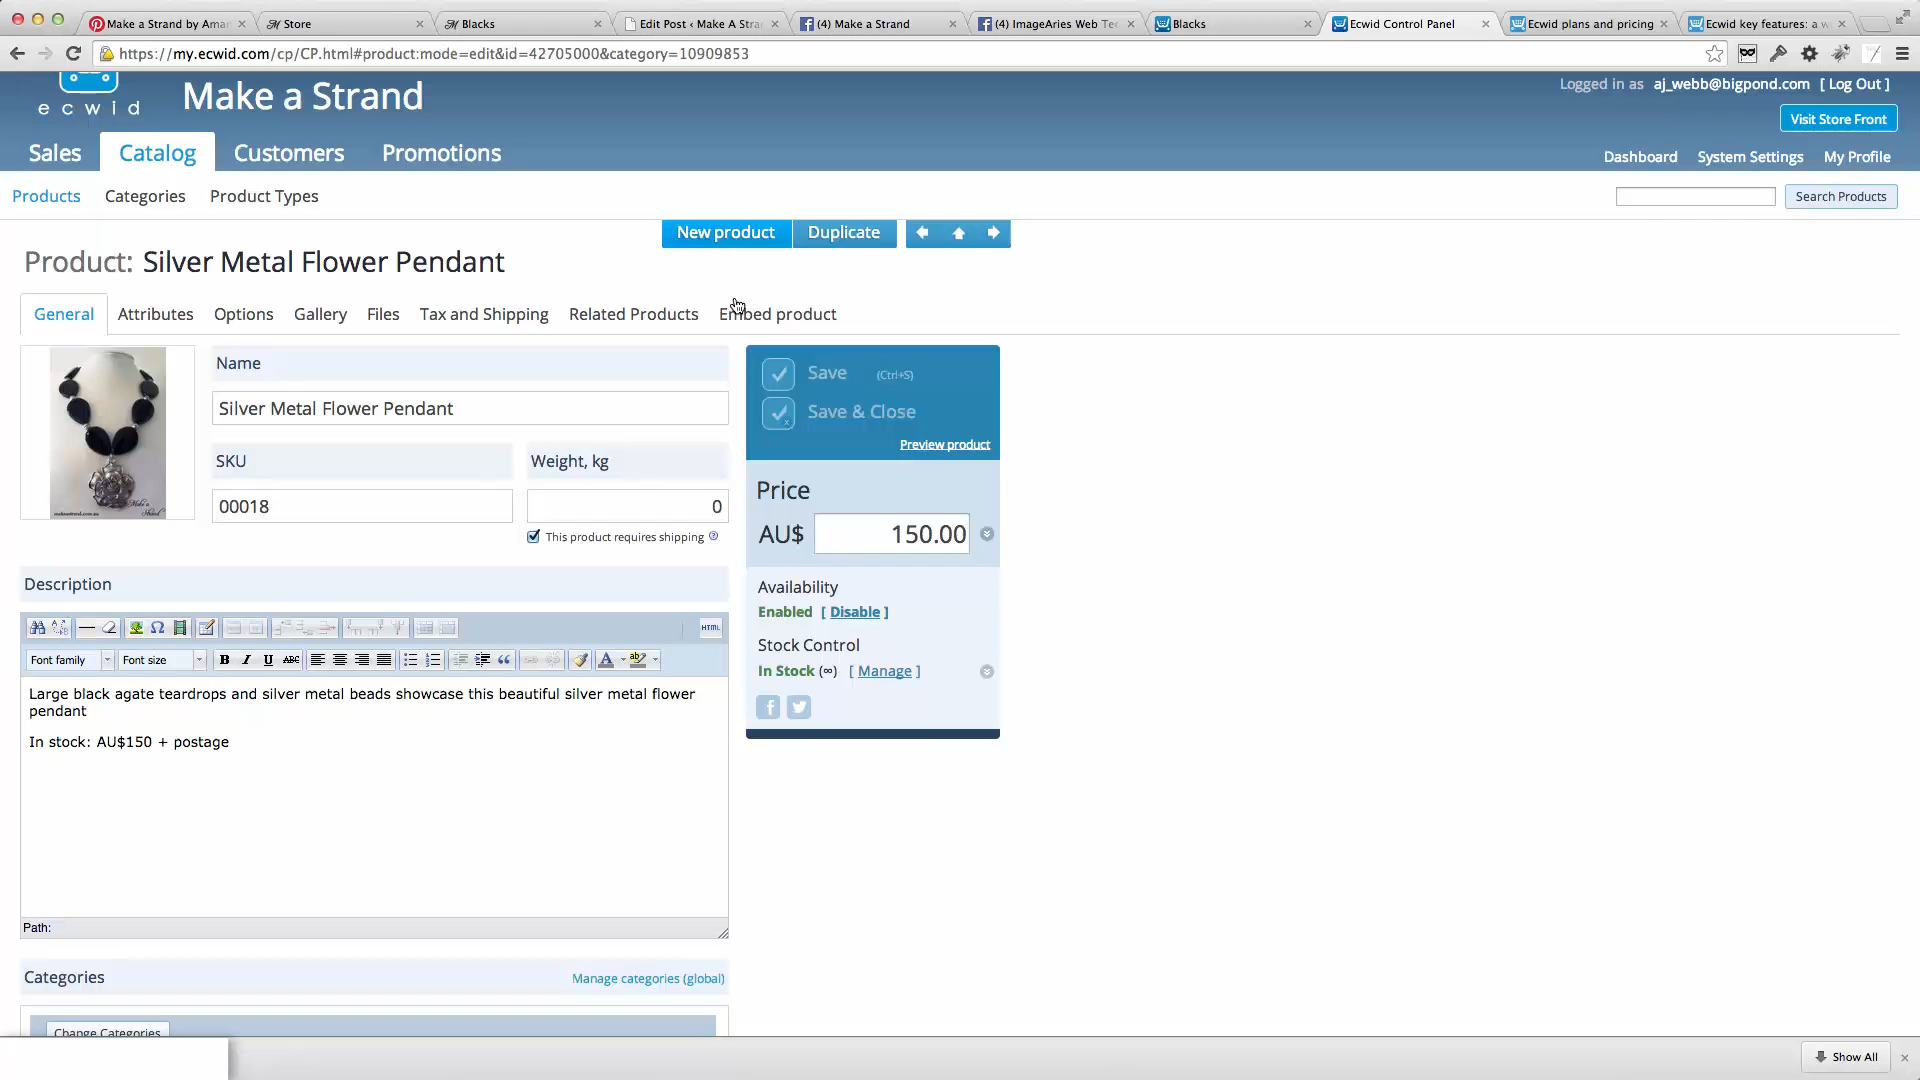 Make a Strand by Aman
Store
Blacks
Edit Post ‹ Make A Stra
(4) Make a Strand
(4) ImageAries Web Tec
Blacks
Ecwid Control Panel
Ecwid plans and pricing
Ecwid key features: a w
https://my.ecwid.com/cp/CP.html#product:mode=edit&id=42705000&category=10909853
ecwid
Make a Strand
Logged in as aj_webb@bigpond.com [ Log Out ]
Visit Store Front
Sales
Catalog
Customers
Promotions
Dashboard
System Settings
My Profile
Products
Categories
Product Types
Search Products
New product
Duplicate
Product: Silver Metal Flower Pendant
General
Attributes
Options
Gallery
Files
Tax and Shipping
Related Products
Embed product
Name
Silver Metal Flower Pendant
SKU
Weight, kg
00018
0
This product requires shipping
Save (Ctrl+S)
Save & Close
Preview product
Price
AU$ 150.00
Availability
Enabled [ Disable ]
Stock Control
In Stock (∞) [ Manage ]
Description
HTML
Font family
Font size
B I U ABC
Large black agate teardrops and silver metal beads showcase this beautiful silver metal flower
pendant
In stock: AU$150 + postage
Path:
Categories
Manage categories (global)
Change Categories
Show All